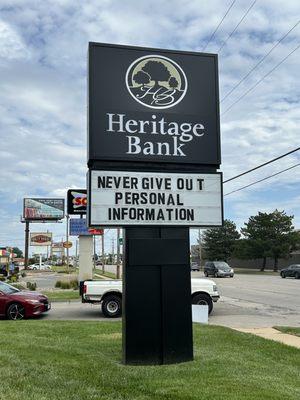 HB
Heritage
Bank
NEVER GIVE OUT
PERSONAL
INFORMATION